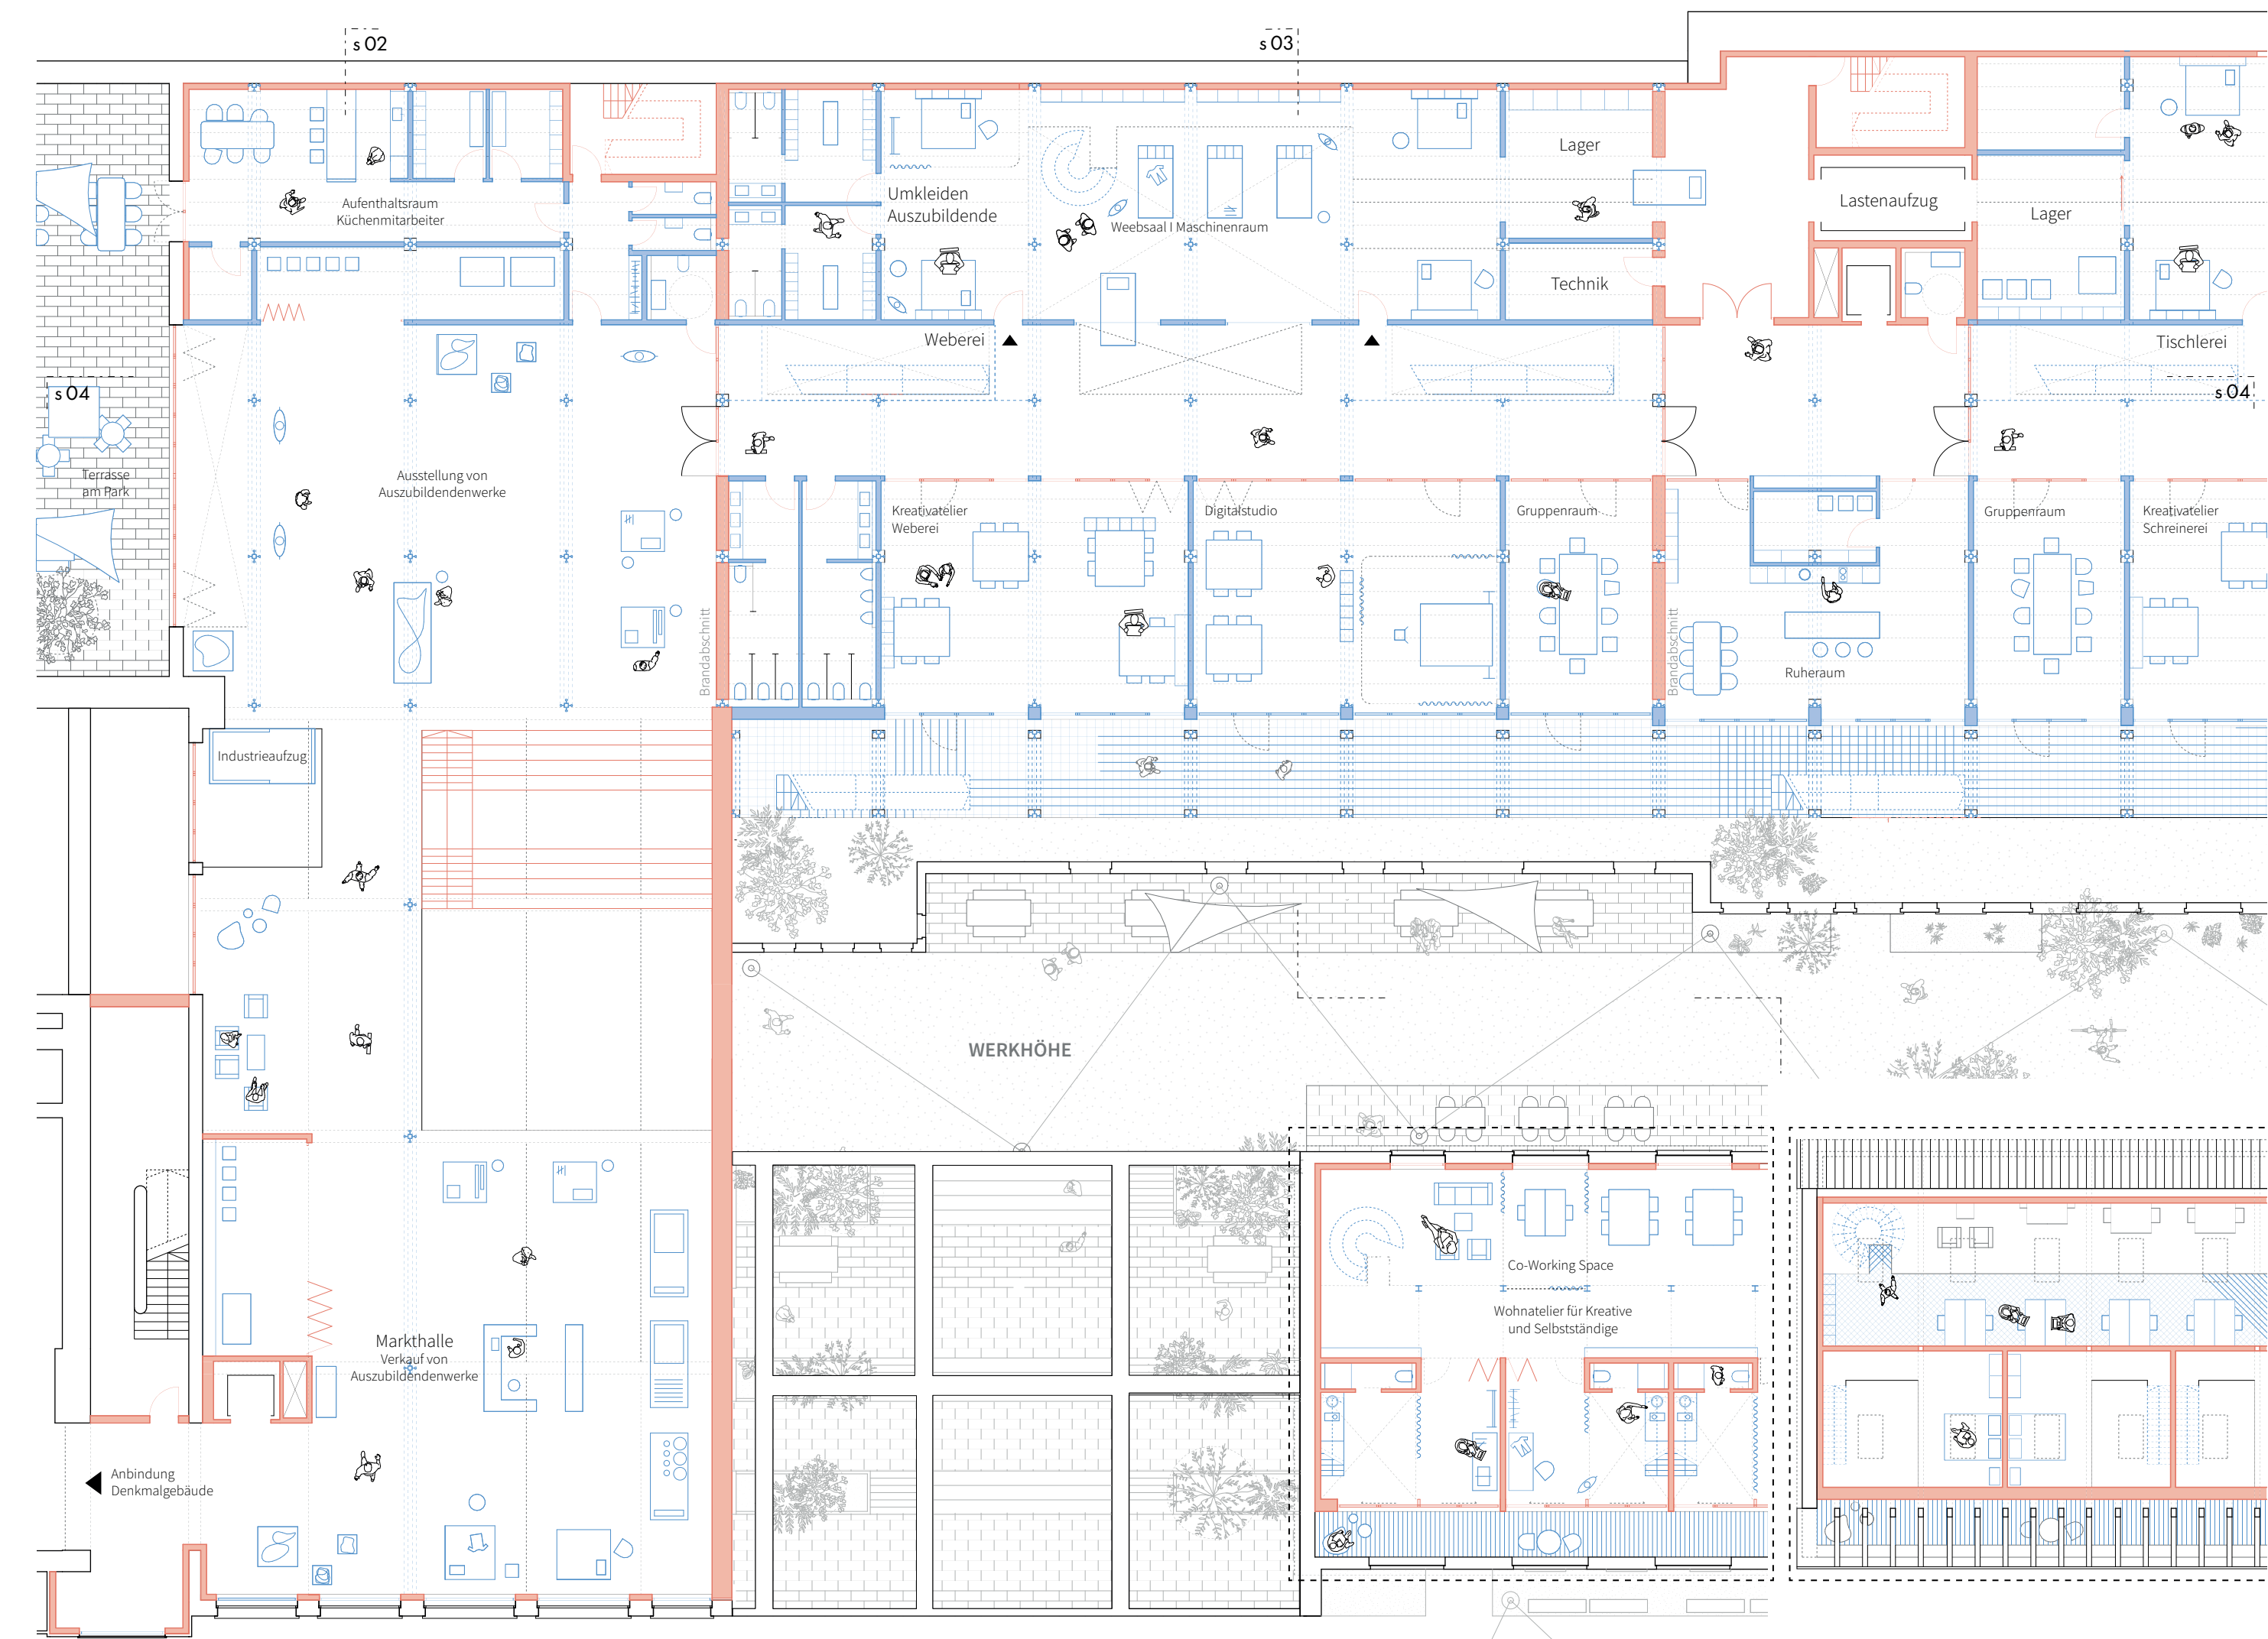 s 02
s 03
Aufenthaltsraum
Küchenmitarbeiter
Umkleiden
Auszubildende
Weebsaal I Maschinenraum
Lager
Technik
Lastenaufzug
Lager
Weberei
Tischlerei
s 04
s 04
Terrasse
am Park
Ausstellung von
Auszubildendenwerke
Brandabschnitt
Kreativatelier
Weberei
Digitalstudio
Gruppenraum
Brandabschnitt
Ruheraum
Gruppenraum
Kreativatelier
Schreinerei
Industrieaufzug
WERKHÖHE
Co-Working Space
Wohnatelier für Kreative
und Selbstständige
Markthalle
Verkauf von
Auszubildendenwerke
Anbindung
Denkmalgebäude